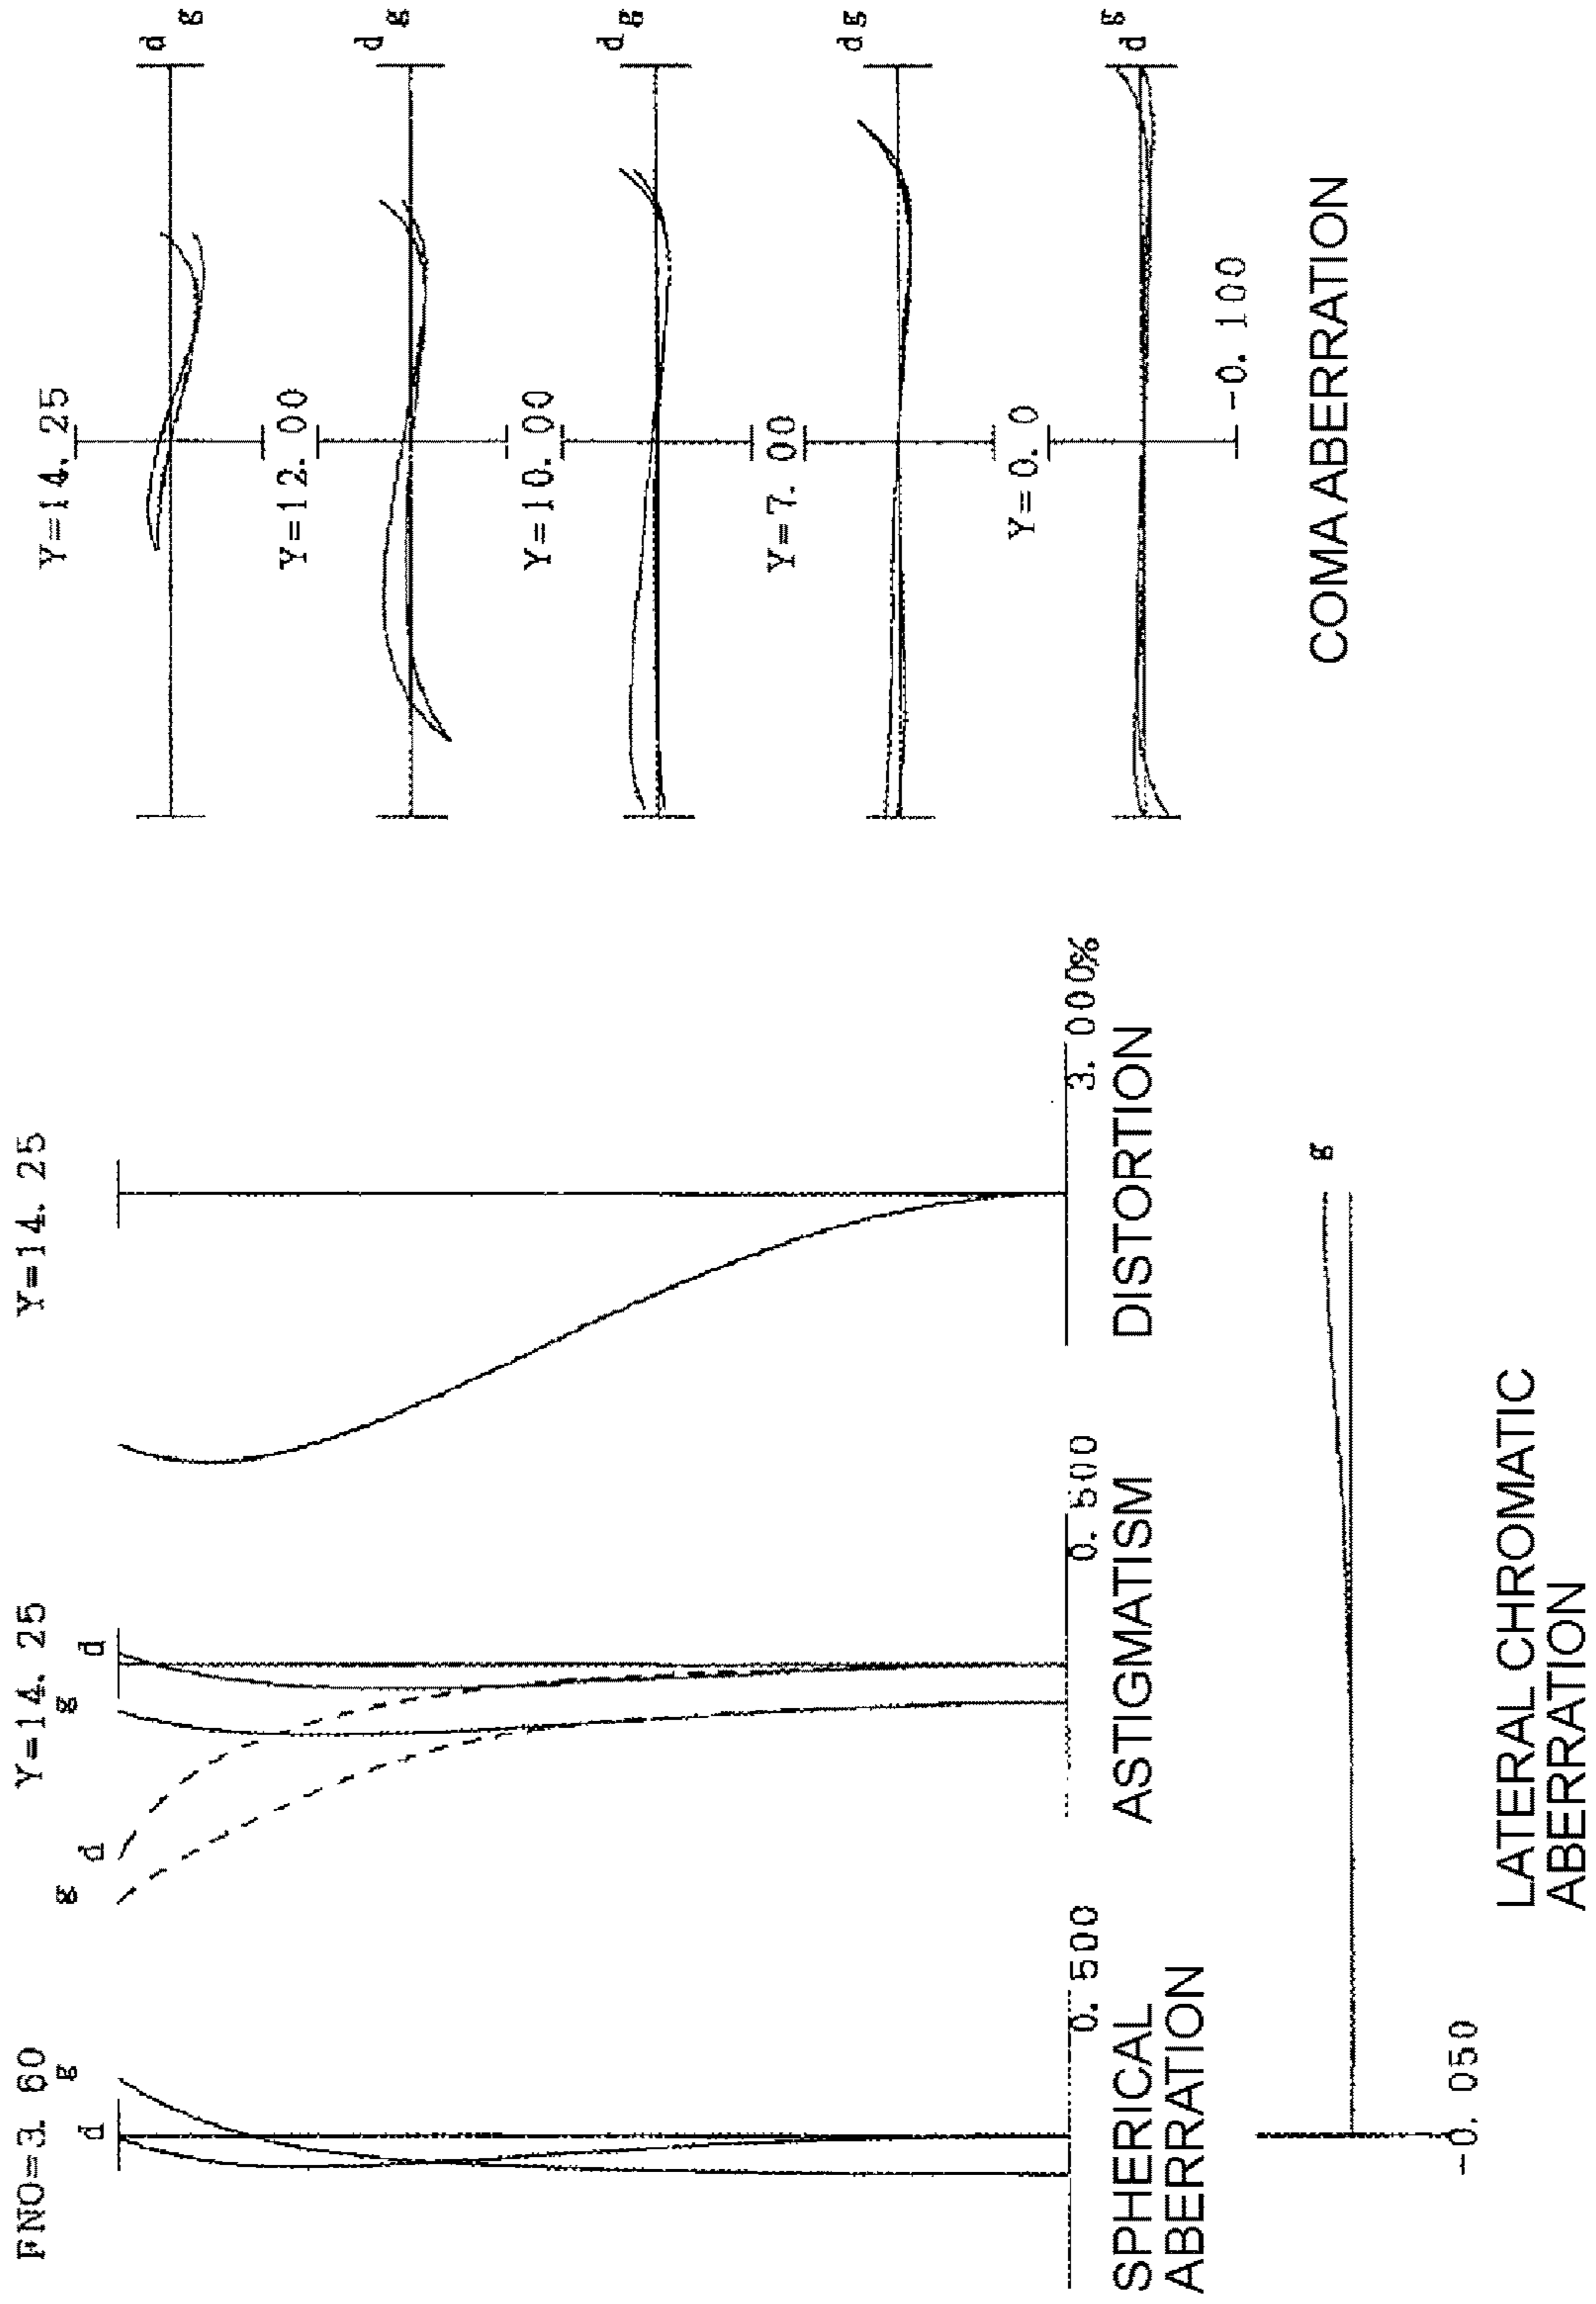 FNO=3. 60
g
d
0. 500
SPHERICAL
ABERRATION
Y=14. 25
g
d
g
d
0. 500
ASTIGMATISM
Y=14. 25
3. 000%
DISTORTION
Y=14. 25
d
g
Y=12. 00
d
g
Y=10. 00
d
g
Y=7. 00
d
g
Y=0. 0
g
d
-0. 100
COMA ABERRATION
g
-0. 050
LATERAL CHROMATIC
ABERRATION